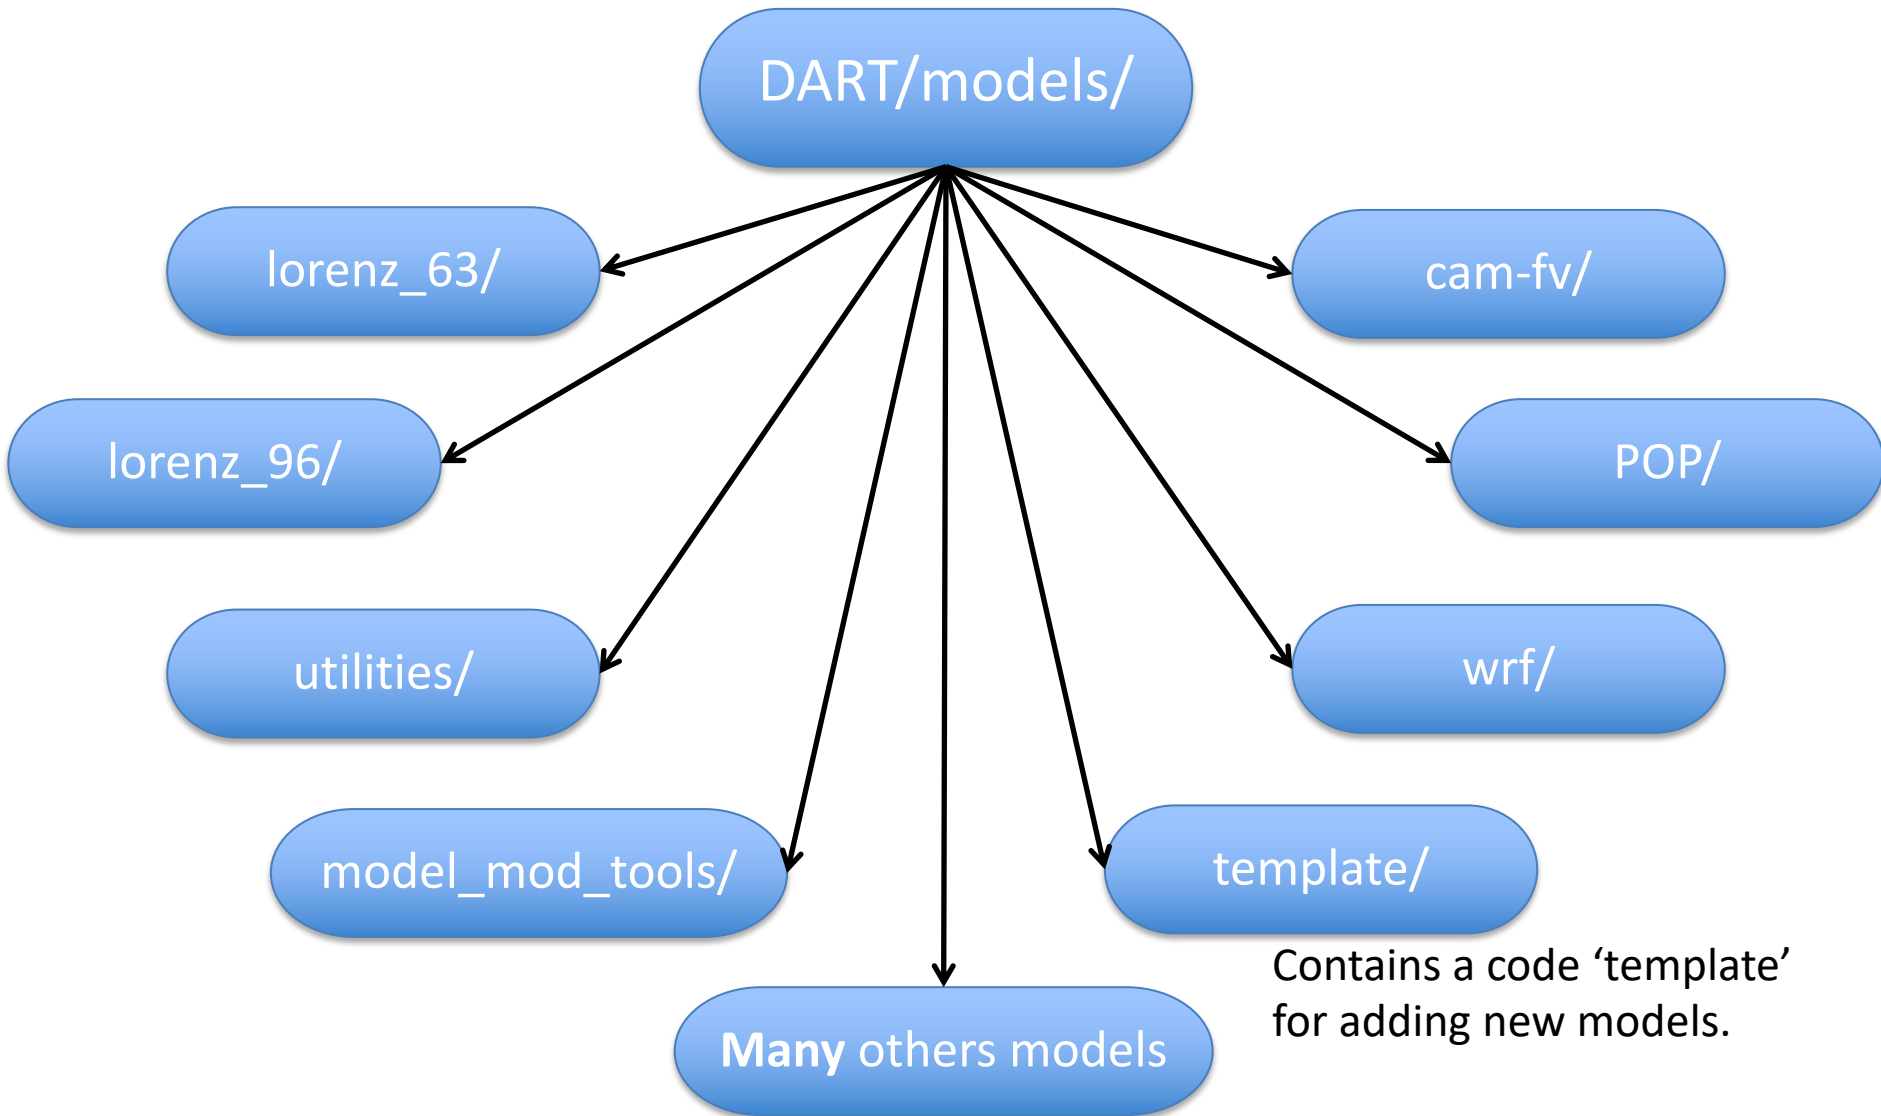 DART/models/
lorenz_63/
cam-fv/
lorenz_96/
POP/
utilities/
wrf/
model_mod_tools/
template/
Contains a code ‘template’
for adding new models.
Many others models